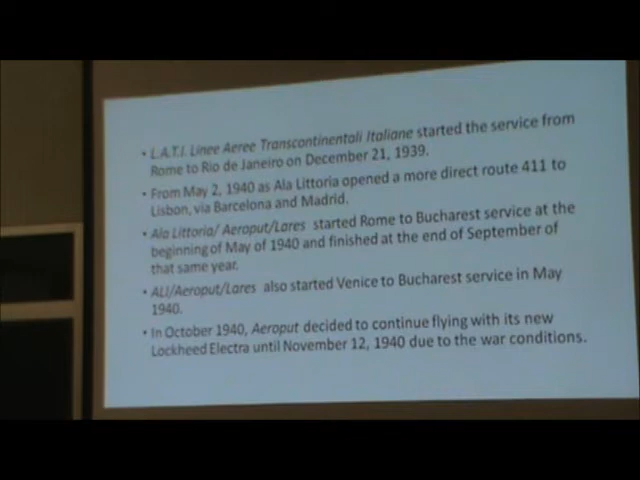 • L.A.T.I. Linee Aeree Transcontinentali Italiane started the service from
Rome to Rio de Janeiro on December 21, 1939.
• From May 2, 1940 as Ala Littoria opened a more direct route 411 to
Lisbon, via Barcelona and Madrid.
• Ala Littoria/ Aeroput/Lares started Rome to Bucharest service at the
beginning of May of 1940 and finished at the end of September of
that same year.
• ALI/Aeroput/Lares also started Venice to Bucharest service in May
1940.
• In October 1940, Aeroput decided to continue flying with its new
Lockheed Electra until November 12, 1940 due to the war conditions.